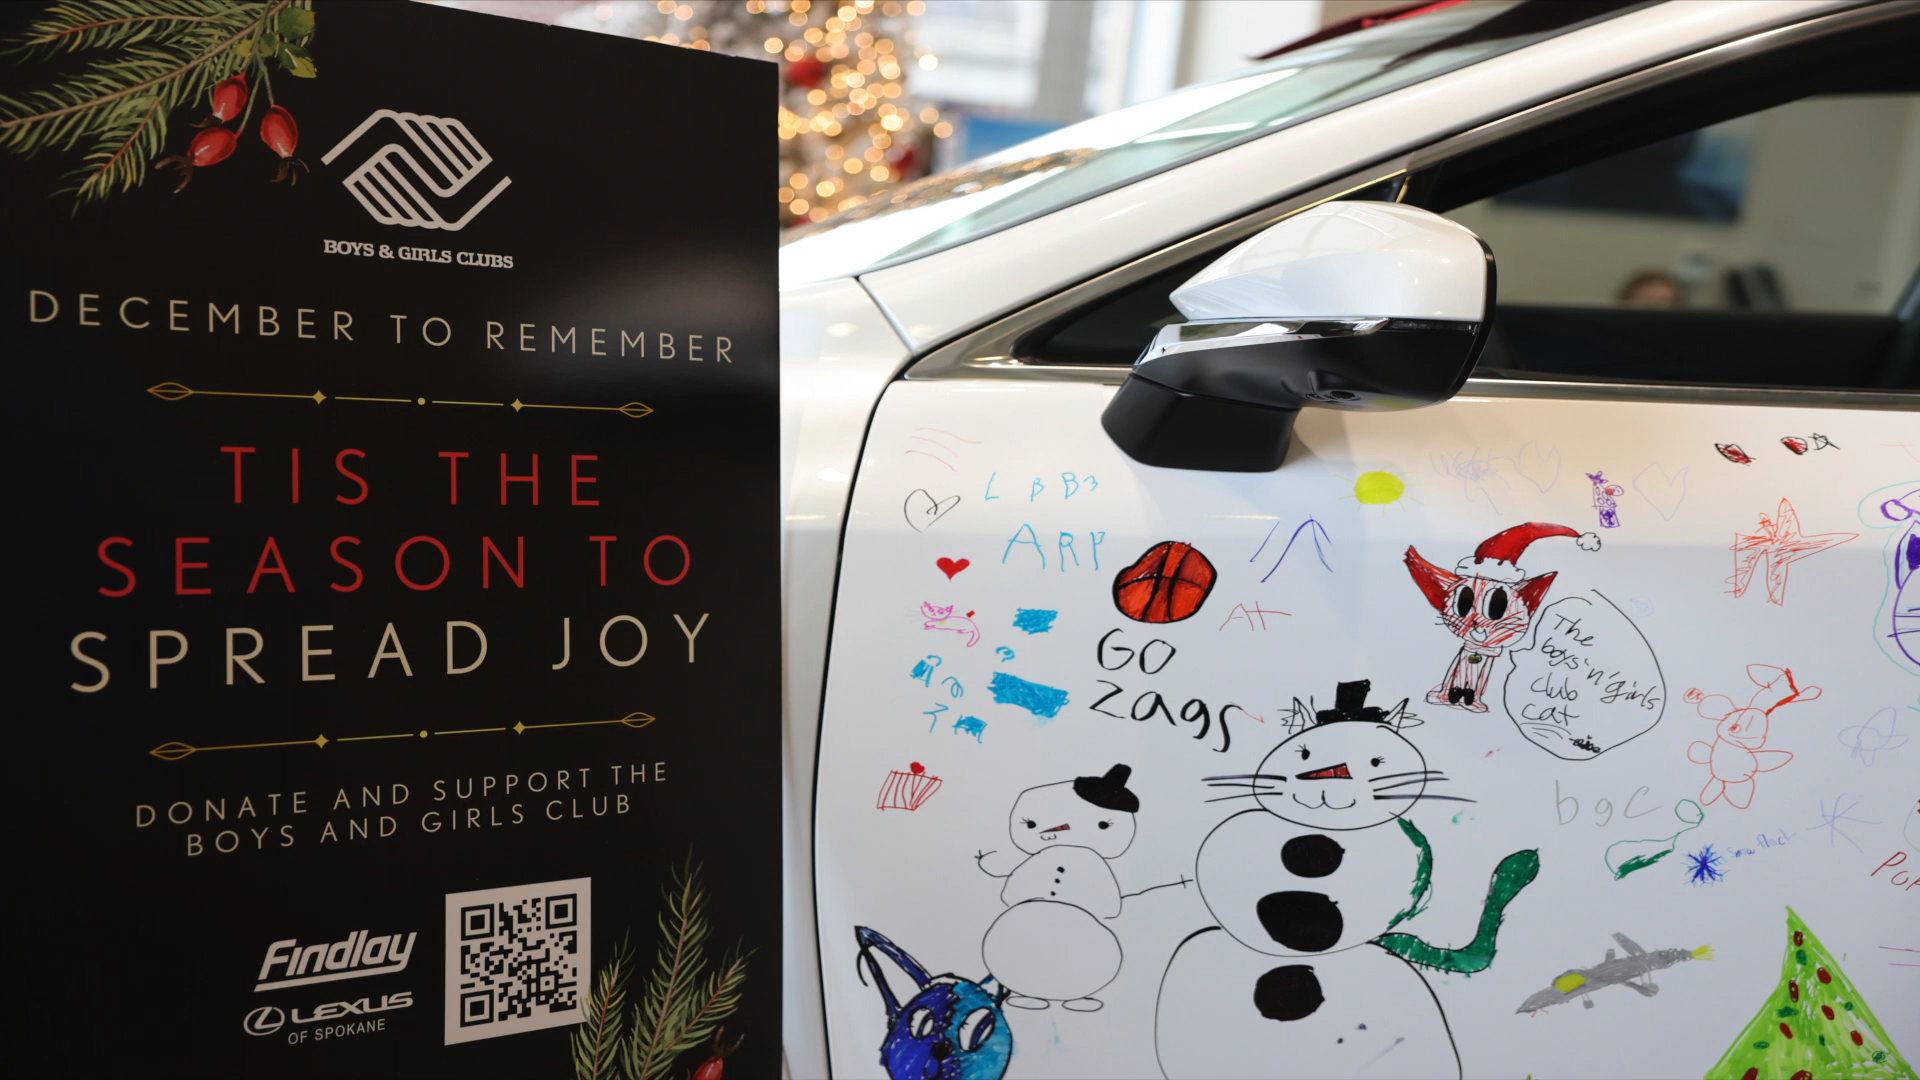 BOYS & GIRLS CLUBS
DECEMBER TO REMEMBER
TIS THE
SEASON TO
SPREAD JOY
DONATE AND SUPPORT THE
BOYS AND GIRLS CLUB
Findlay
LEXUS
OF SPOKANE
L B B
ARP
GO
zags
The
boys 'n' girls
club
cat
bgc